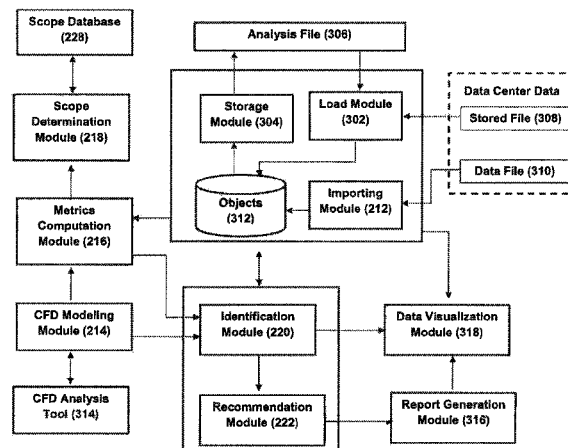 Scope Database
(228)
Analysis File (306)
Scope
Determination
Module (218)
Storage
Module (304)
Load Module
(302)
Data Center Data
Stored File (308)
Data File (310)
Objects
(312)
Importing
Module (212)
Metrics
Computation
Module (216)
CFD Modeling
Module (214)
Identification
Module (220)
Data Visualization
Module (318)
CFD Analysis
Tool (314)
Recommendation
Module (222)
Report Generation
Module (316)